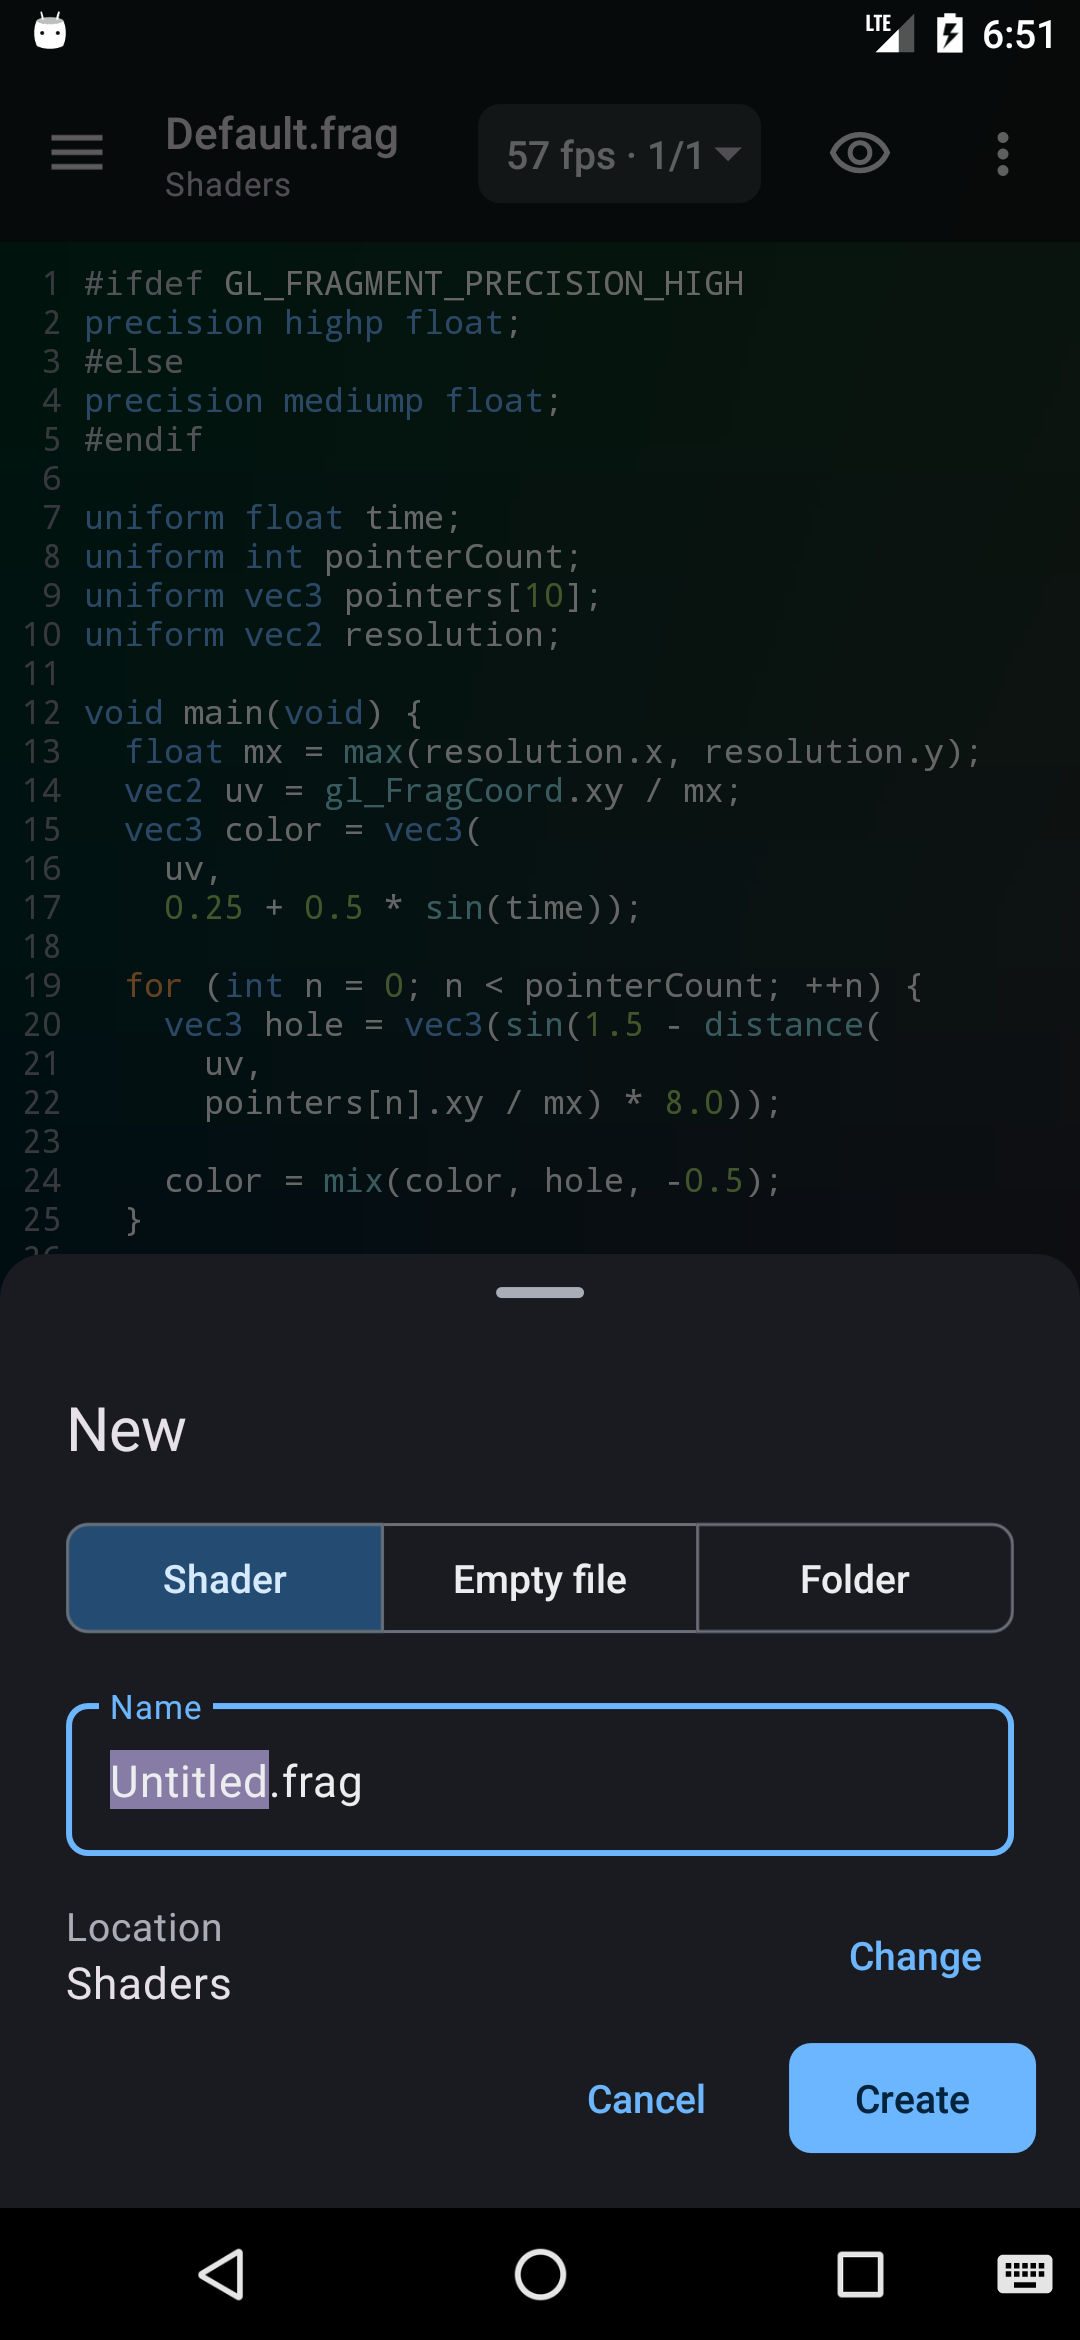 LTE 6:51
Default.frag
Shaders
57 fps · 1/1
1 #ifdef GL_FRAGMENT_PRECISION_HIGH
2 precision highp float;
3 #else
4 precision mediump float;
5 #endif
6
7 uniform float time;
8 uniform int pointerCount;
9 uniform vec3 pointers[10];
10 uniform vec2 resolution;
11
12 void main(void) {
13   float mx = max(resolution.x, resolution.y);
14   vec2 uv = gl_FragCoord.xy / mx;
15   vec3 color = vec3(
16     uv,
17     0.25 + 0.5 * sin(time));
18
19   for (int n = 0; n < pointerCount; ++n) {
20     vec3 hole = vec3(sin(1.5 - distance(
21       uv,
22       pointers[n].xy / mx) * 8.0));
23
24     color = mix(color, hole, -0.5);
25   }
26
New
Shader Empty file Folder
Name
Untitled.frag
Location
Shaders
Change
Cancel Create